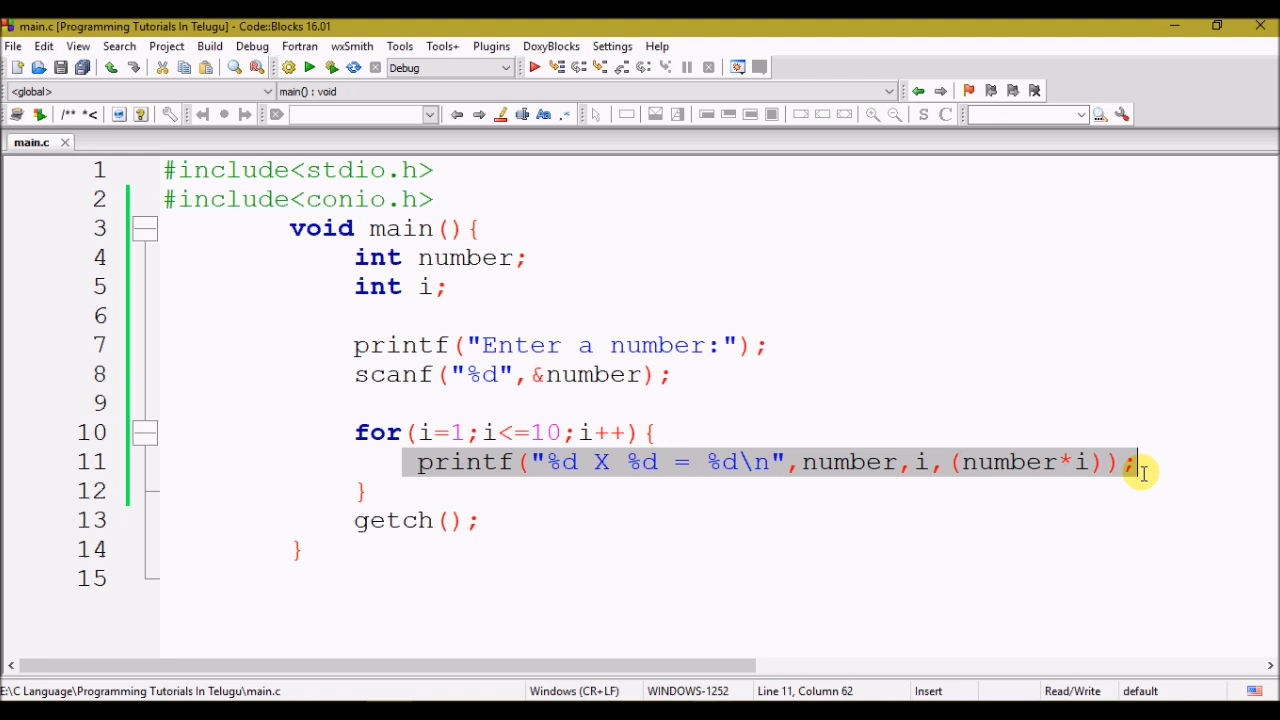 main.c [Programming Tutorials In Telugu] - Code::Blocks 16.01
File Edit View Search Project Build Debug Fortran wxSmith Tools Tools+ Plugins DoxyBlocks Settings Help
Debug
<global> main() : void
/** *< Aa .* S C
main.c
1 #include<stdio.h>
2 #include<conio.h>
3 void main(){
4 int number;
5 int i;
6
7 printf("Enter a number:");
8 scanf("%d",&number);
9
10 for(i=1;i<=10;i++){
11 printf("%d X %d = %d\n",number,i,(number*i));
12 }
13 getch();
14 }
15
E:\C Language\Programming Tutorials In Telugu\main.c Windows (CR+LF) WINDOWS-1252 Line 11, Column 62 Insert Read/Write default